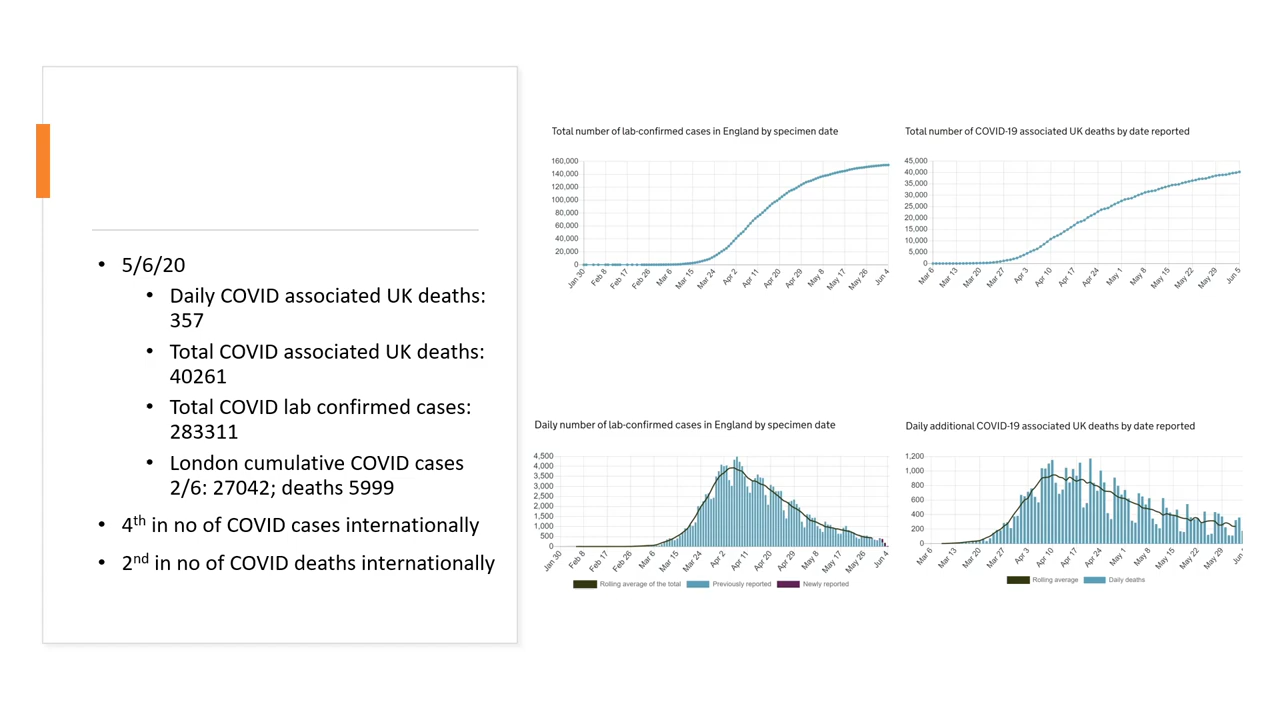 5/6/20
Daily COVID associated UK deaths:
357
Total COVID associated UK deaths:
40261
Total COVID lab confirmed cases:
283311
London cumulative COVID cases
2/6: 27042; deaths 5999
4th in no of COVID cases internationally
2nd in no of COVID deaths internationally
Total number of lab-confirmed cases in England by specimen date
160,000
140,000
120,000
100,000
80,000
60,000
40,000
20,000
0
Jan 30 Feb 8 Feb 17 Feb 26 Mar 6 Mar 15 Mar 24 Apr 2 Apr 11 Apr 20 Apr 29 May 8 May 17 May 26 Jun 4
Total number of COVID-19 associated UK deaths by date reported
45,000
40,000
35,000
30,000
25,000
20,000
15,000
10,000
5,000
0
Mar 6 Mar 13 Mar 20 Mar 27 Apr 3 Apr 10 Apr 17 Apr 24 May 1 May 8 May 15 May 22 May 29 Jun 5
Daily number of lab-confirmed cases in England by specimen date
4,500
4,000
3,500
3,000
2,500
2,000
1,500
1,000
500
0
Jan 30 Feb 8 Feb 17 Feb 26 Mar 6 Mar 15 Mar 24 Apr 2 Apr 11 Apr 20 Apr 29 May 8 May 17 May 26 Jun 4
Rolling average of the total Previously reported Newly reported
Daily additional COVID-19 associated UK deaths by date reported
1,200
1,000
800
600
400
200
0
Mar 6 Mar 13 Mar 20 Mar 27 Apr 3 Apr 10 Apr 17 Apr 24 May 1 May 8 May 15 May 22 May 29
Rolling average Daily deaths